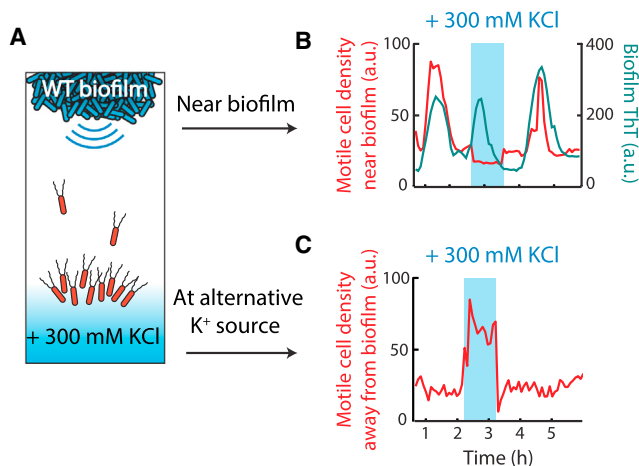 A
WT biofilm
+ 300 mM KCl
Near biofilm
At alternative
K⁺ source
B
+ 300 mM KCl
Motile cell density
near biofilm (a.u.)
100
50
0
400
200
0
Biofilm ThT (a.u.)
C
+ 300 mM KCl
Motile cell density
away from biofilm (a.u.)
100
50
0
1 2 3 4 5
Time (h)